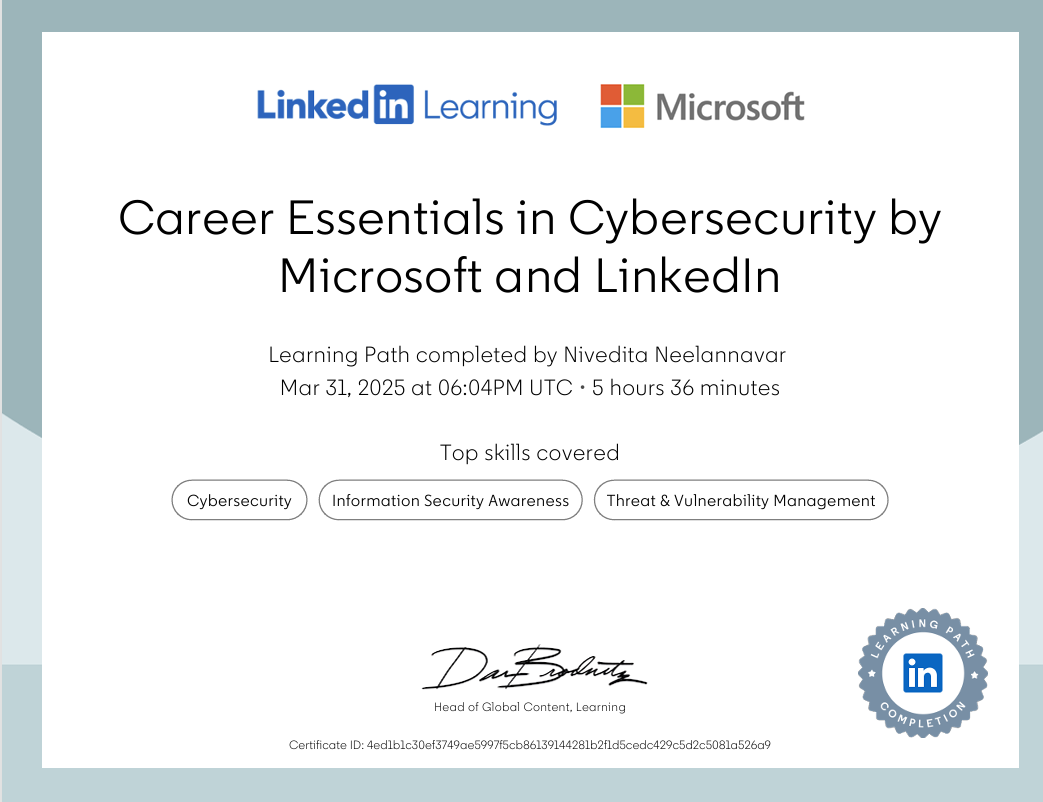 Linked in Learning
Microsoft
Career Essentials in Cybersecurity by
Microsoft and LinkedIn
Learning Path completed by Nivedita Neelannavar
Mar 31, 2025 at 06:04PM UTC • 5 hours 36 minutes
Top skills covered
Cybersecurity
Information Security Awareness
Threat & Vulnerability Management
Dan Brodnitz
Head of Global Content, Learning
Certificate ID: 4ed1b1c30ef3749ae5997f5cb86139144281b2f1d5cedc429c5d2c5081a526a9
LEARNING PATH
in
COMPLETION